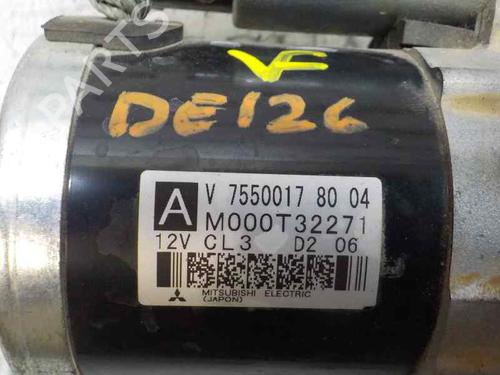 VF
DE126
A
V 7550017 80 04
M000T32271
12V CL3 D2 06
MITSUBISHI ELECTRIC
(JAPON)